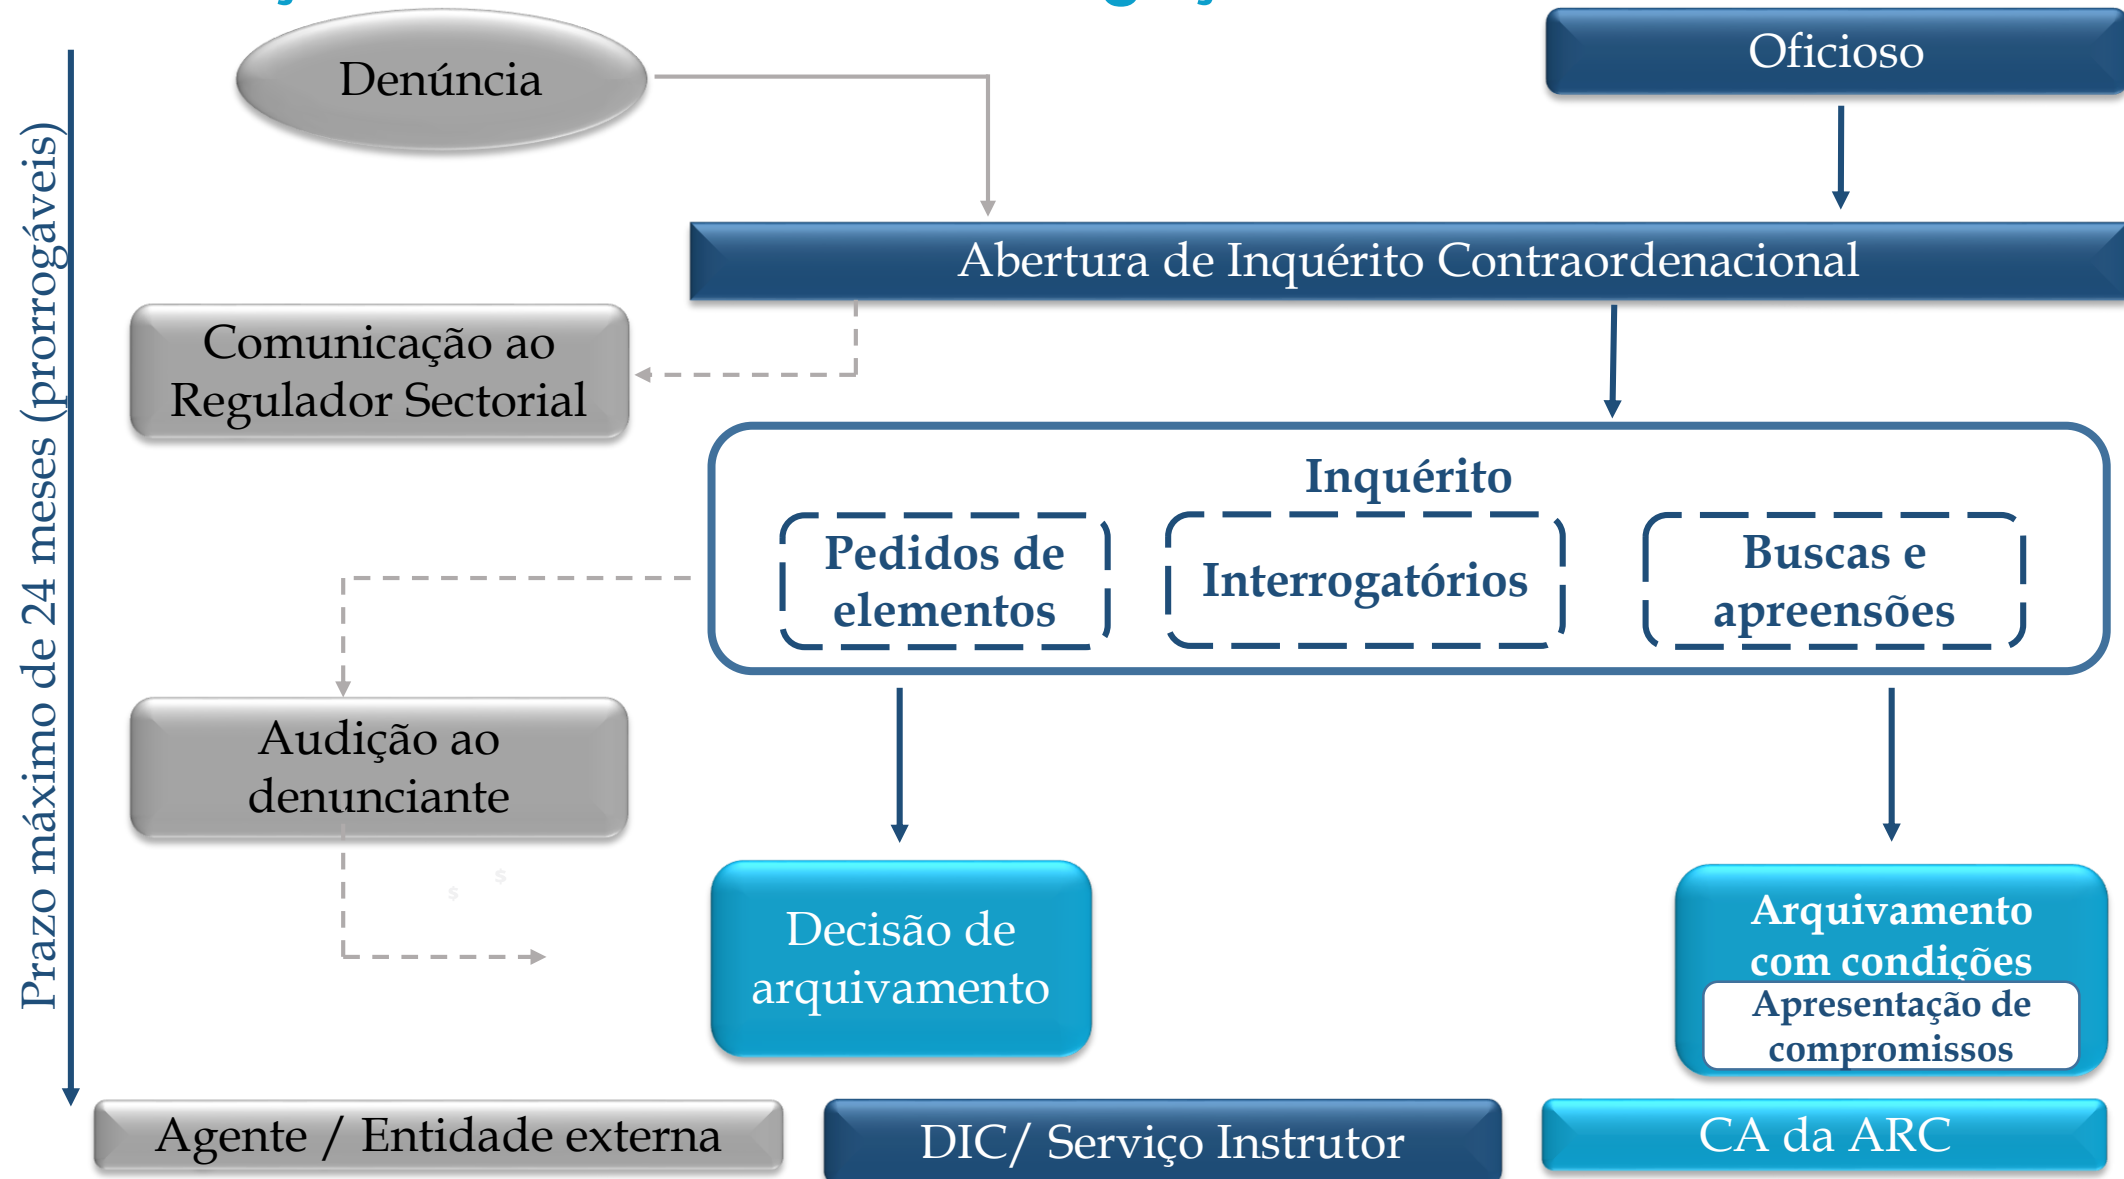 Denúncia
Oficioso
Abertura de Inquérito Contraordenacional
Comunicação ao
Regulador Sectorial
Inquérito
Pedidos de
elementos
Interrogatórios
Buscas e
apreensões
Audição ao
denunciante
$
$
Decisão de
arquivamento
Arquivamento
com condições
Apresentação de
compromissos
Prazo máximo de 24 meses (prorrogáveis)
Agente / Entidade externa
DIC/ Serviço Instrutor
CA da ARC